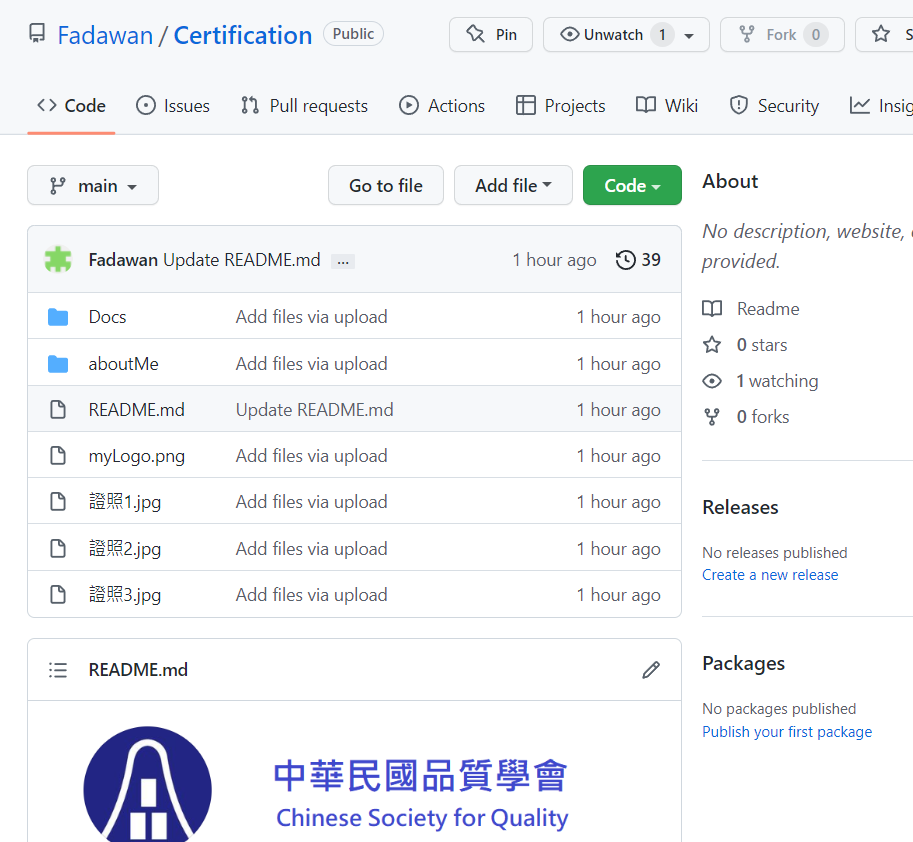 Fadawan / Certification Public
Pin
Unwatch 1
Fork 0
S
Code
Issues
Pull requests
Actions
Projects
Wiki
Security
Insig
main
Go to file
Add file
Code
Fadawan Update README.md ... 1 hour ago 39
Docs Add files via upload 1 hour ago
aboutMe Add files via upload 1 hour ago
README.md Update README.md 1 hour ago
myLogo.png Add files via upload 1 hour ago
證照1.jpg Add files via upload 1 hour ago
證照2.jpg Add files via upload 1 hour ago
證照3.jpg Add files via upload 1 hour ago
README.md
中華民國品質學會
Chinese Society for Quality
About
No description, website,
provided.
Readme
0 stars
1 watching
0 forks
Releases
No releases published
Create a new release
Packages
No packages published
Publish your first package